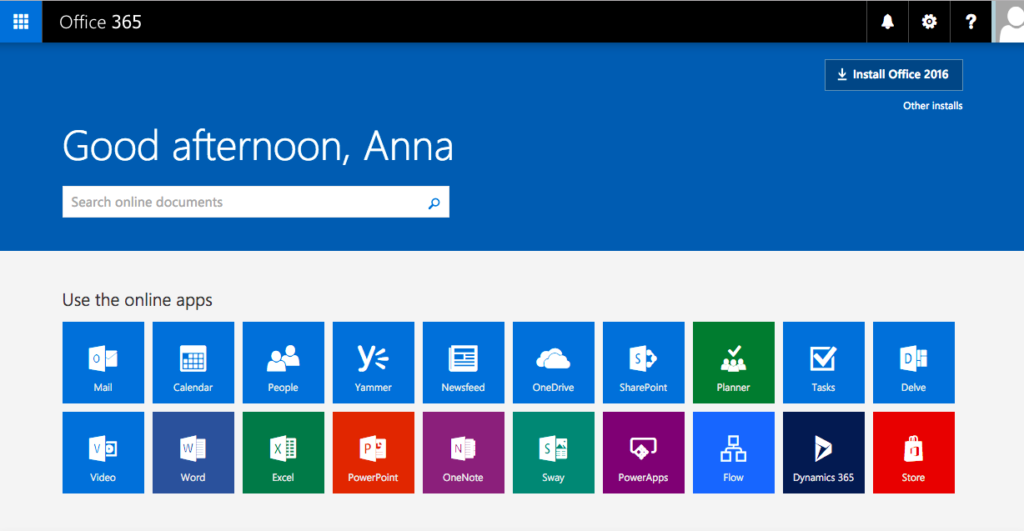 Office 365
?
Install Office 2016
Other installs
Good afternoon, Anna
Search online documents
Use the online apps
Mail Calendar People Yammer Newsfeed OneDrive SharePoint Planner Tasks Delve
Video Word Excel PowerPoint OneNote Sway PowerApps Flow Dynamics 365 Store